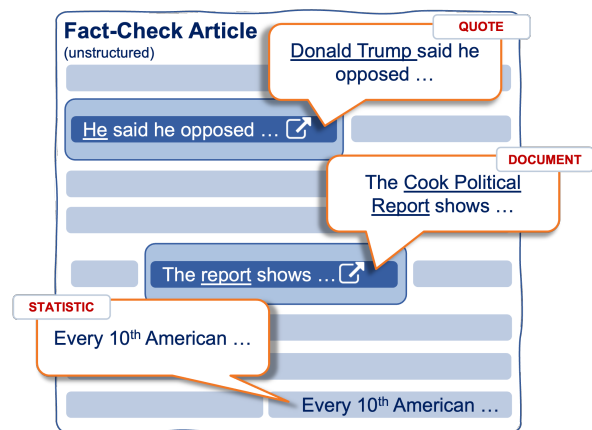 Fact-Check Article
(unstructured)
QUOTE
Donald Trump said he
opposed …
He said he opposed …
DOCUMENT
The Cook Political
Report shows …
The report shows …
STATISTIC
Every 10th American …
Every 10th American …